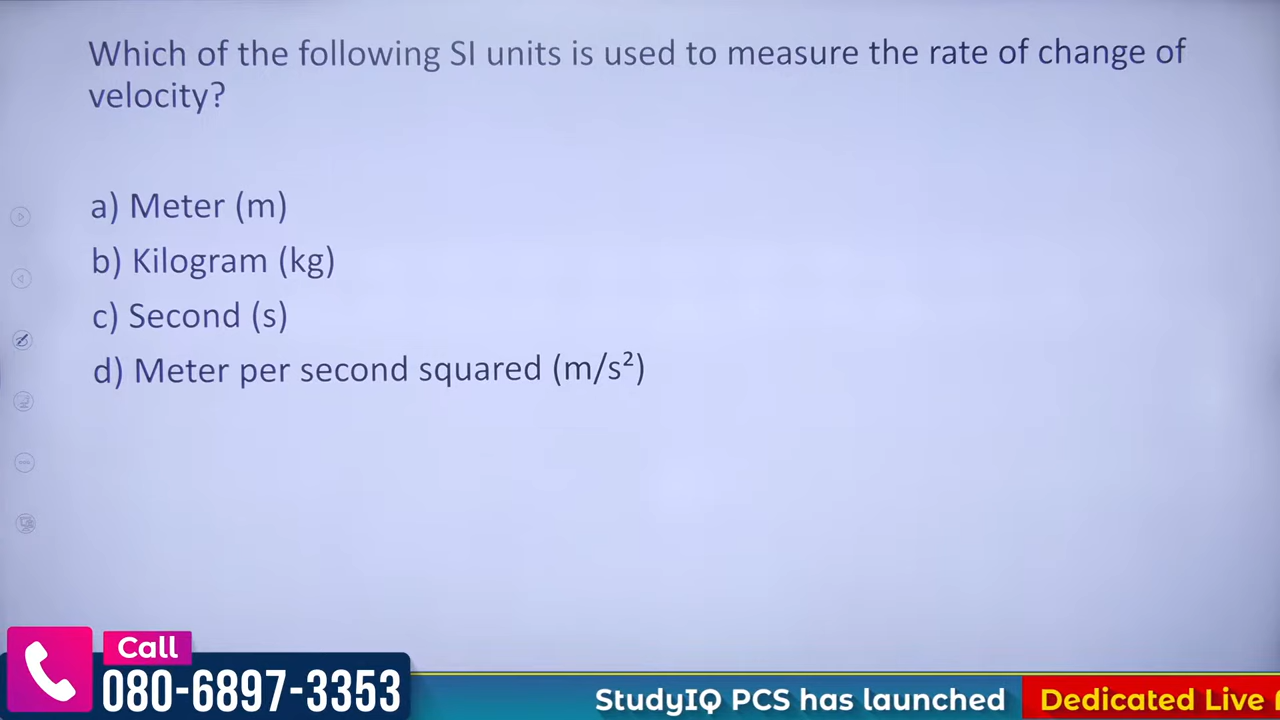 Which of the following SI units is used to measure the rate of change of
velocity?
a) Meter (m)
b) Kilogram (kg)
c) Second (s)
d) Meter per second squared (m/s²)
Call
080-6897-3353
StudyIQ PCS has launched
Dedicated Live